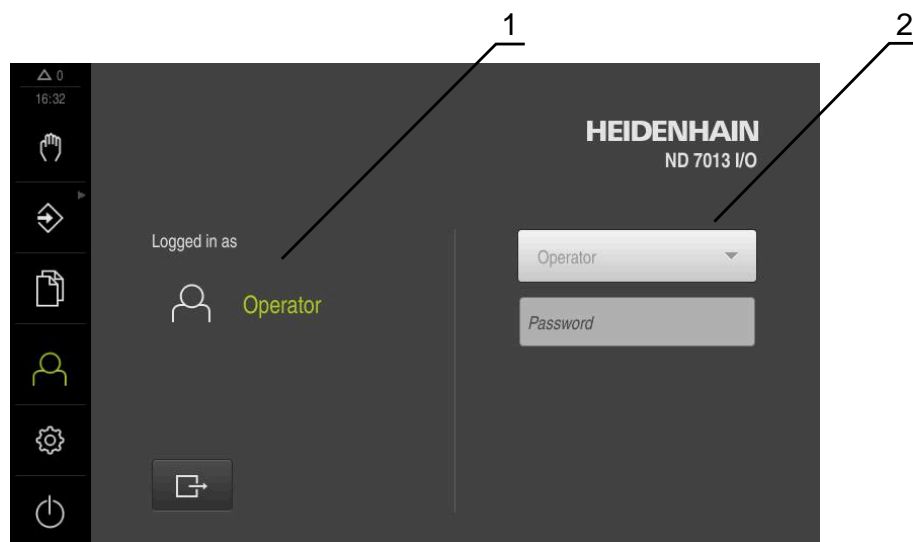 1
2
△ 0
16:32
HEIDENHAIN
ND 7013 I/O
Logged in as
Operator
Operator
Password